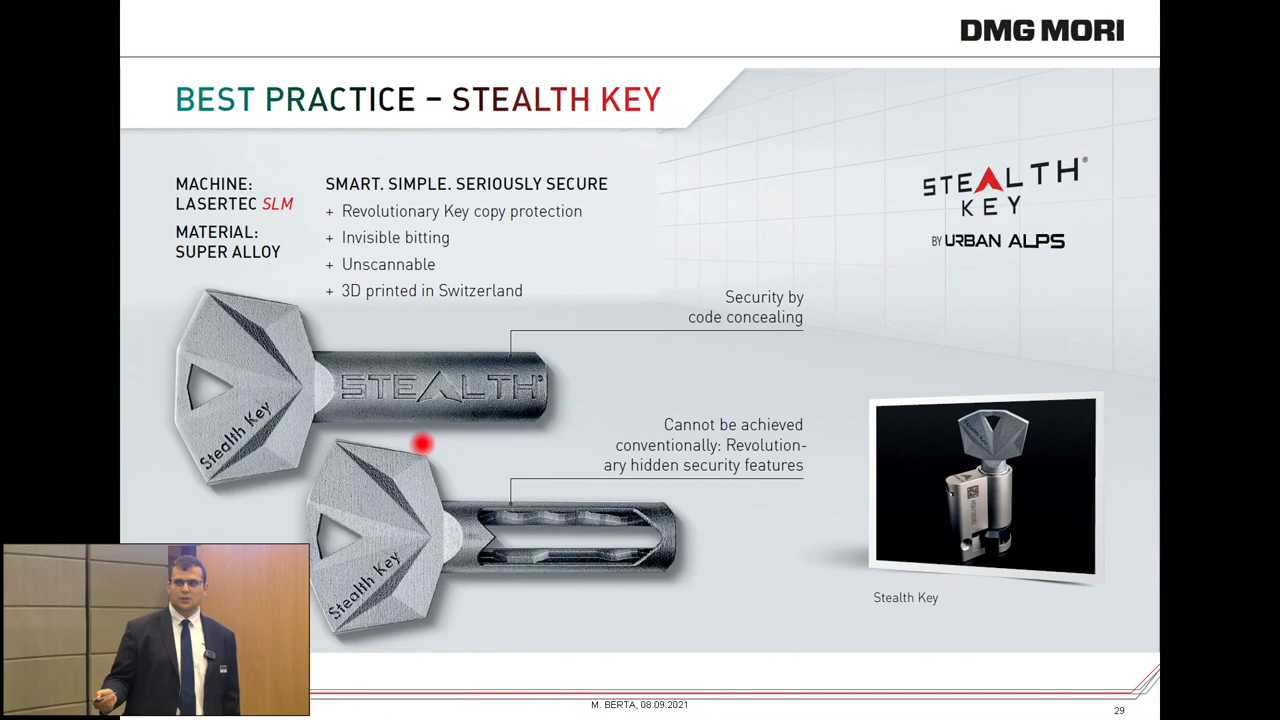 DMG MORI
BEST PRACTICE – STEALTH KEY
MACHINE:
LASERTEC SLM
MATERIAL:
SUPER ALLOY
SMART. SIMPLE. SERIOUSLY SECURE
+ Revolutionary Key copy protection
+ Invisible bitting
+ Unscannable
+ 3D printed in Switzerland
STEALTH®
KEY
BY URBAN ALPS
Security by
code concealing
STEALTH®
Stealth Key
Cannot be achieved
conventionally: Revolution-
ary hidden security features
Stealth Key
Stealth Key
Stealth Key
M. BERTA, 08.09.2021
29